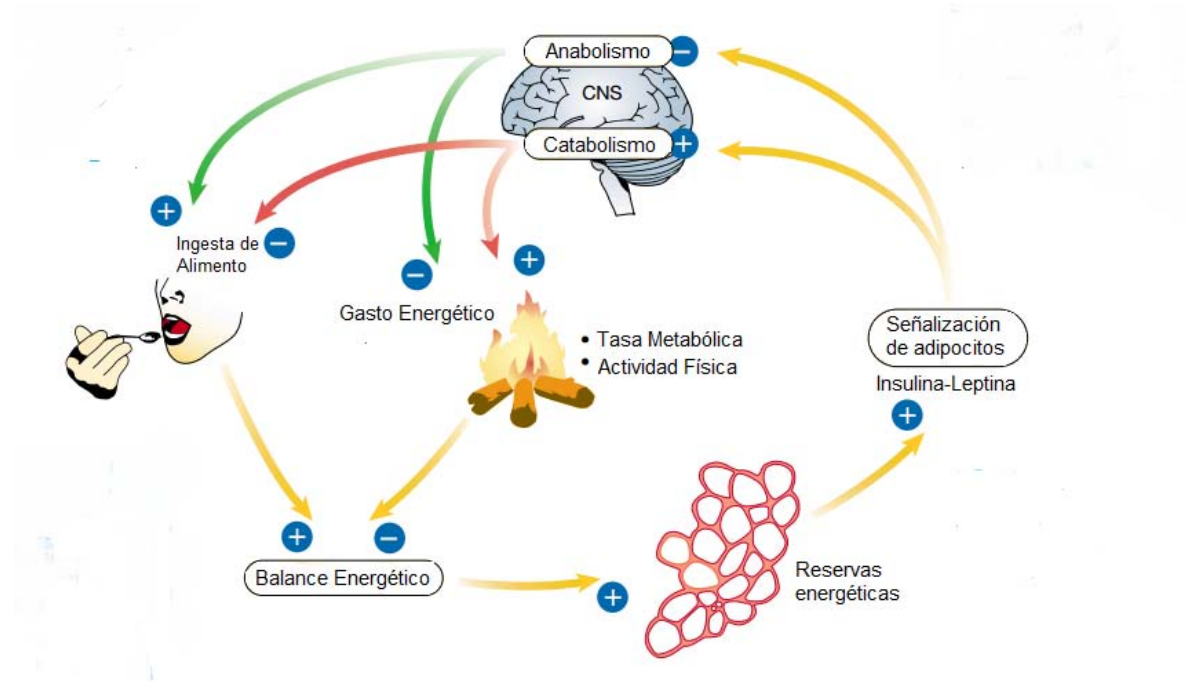 Anabolismo −
CNS
Catabolismo +
+
Ingesta de −
Alimento
−
+
Gasto Energético
• Tasa Metabólica
• Actividad Física
Señalización
de adipocitos
Insulina-Leptina
+
+ −
Balance Energético
+
Reservas
energéticas